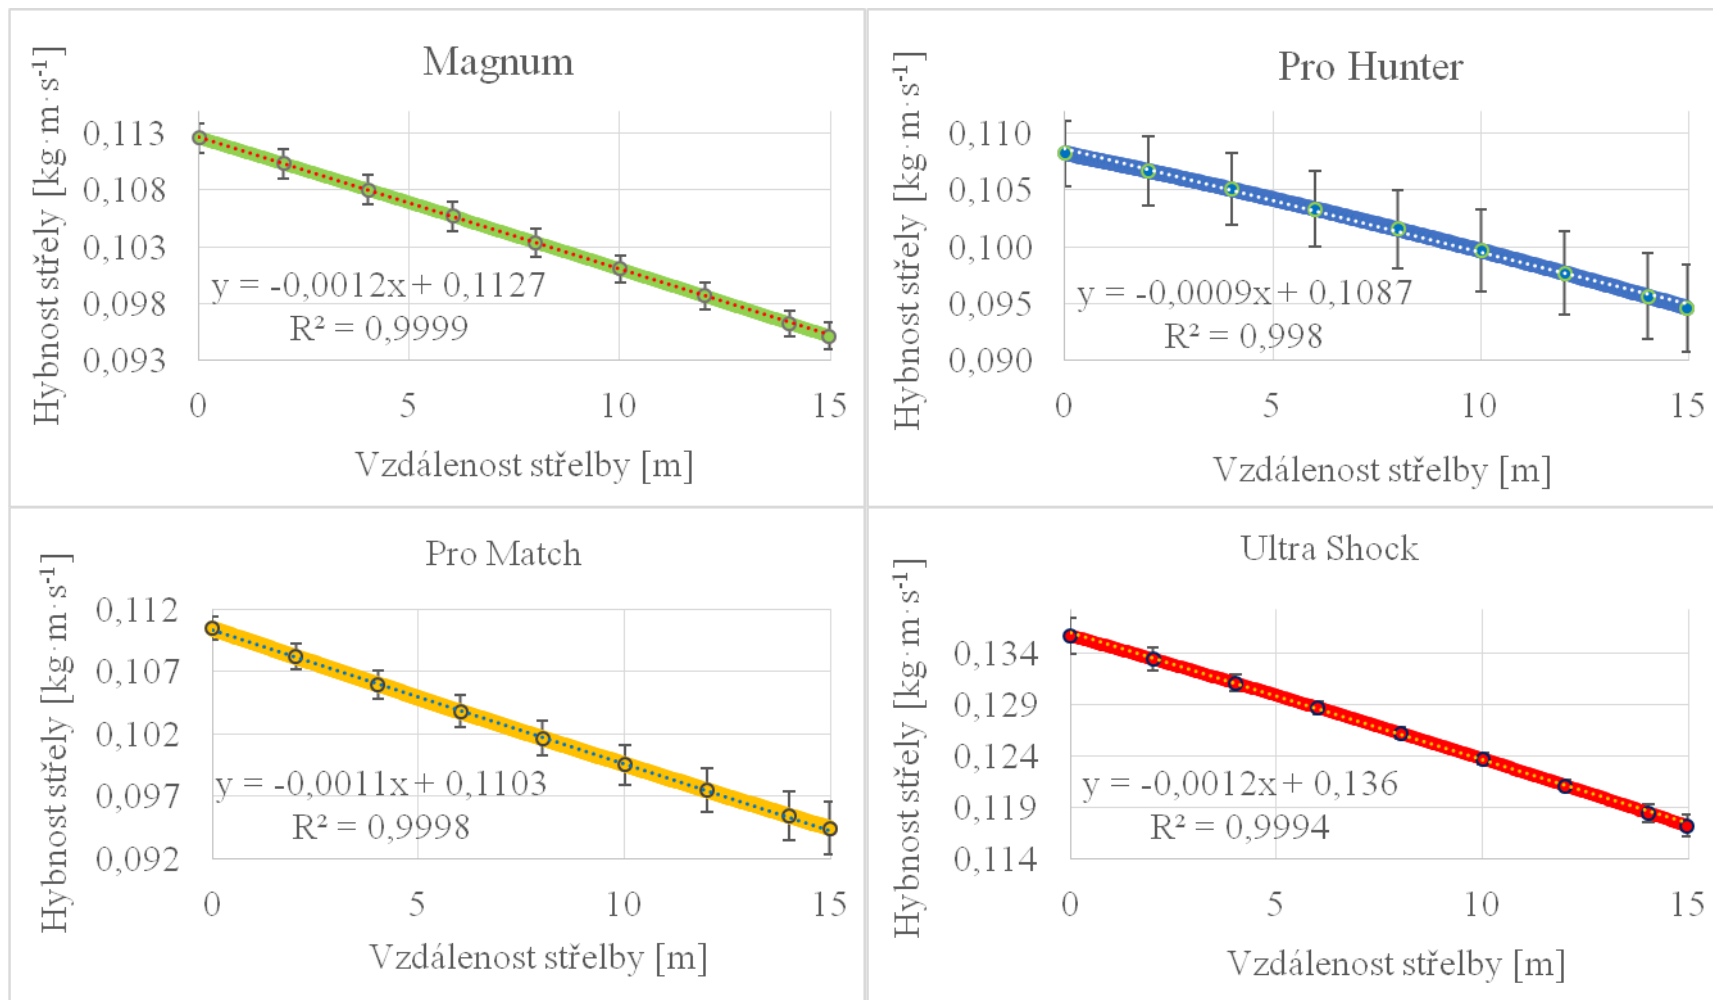 Magnum
Hybnost střely [kg·m·s⁻¹]
0,113
0,108
0,103
0,098
0,093
y = -0,0012x + 0,1127
R² = 0,9999
0 5 10 15
Vzdálenost střelby [m]
Pro Hunter
Hybnost střely [kg·m·s⁻¹]
0,110
0,105
0,100
0,095
0,090
y = -0,0009x + 0,1087
R² = 0,998
0 5 10 15
Vzdálenost střelby [m]
Pro Match
Hybnost střely [kg·m·s⁻¹]
0,112
0,107
0,102
0,097
0,092
y = -0,0011x + 0,1103
R² = 0,9998
0 5 10 15
Vzdálenost střelby [m]
Ultra Shock
Hybnost střely [kg·m·s⁻¹]
0,134
0,129
0,124
0,119
0,114
y = -0,0012x + 0,136
R² = 0,9994
0 5 10 15
Vzdálenost střelby [m]